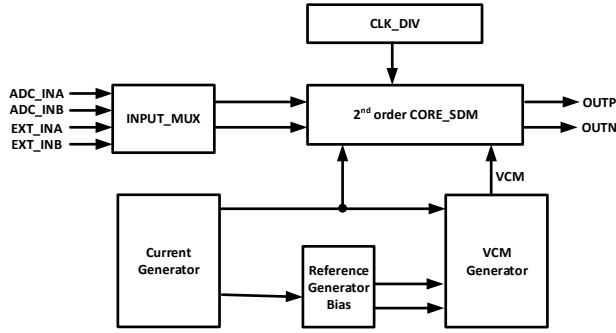 CLK_DIV
ADC_INA
ADC_INB
EXT_INA
EXT_INB
INPUT_MUX
2nd order CORE_SDM
OUTP
OUTN
VCM
Current
Generator
Reference
Generator
Bias
VCM
Generator